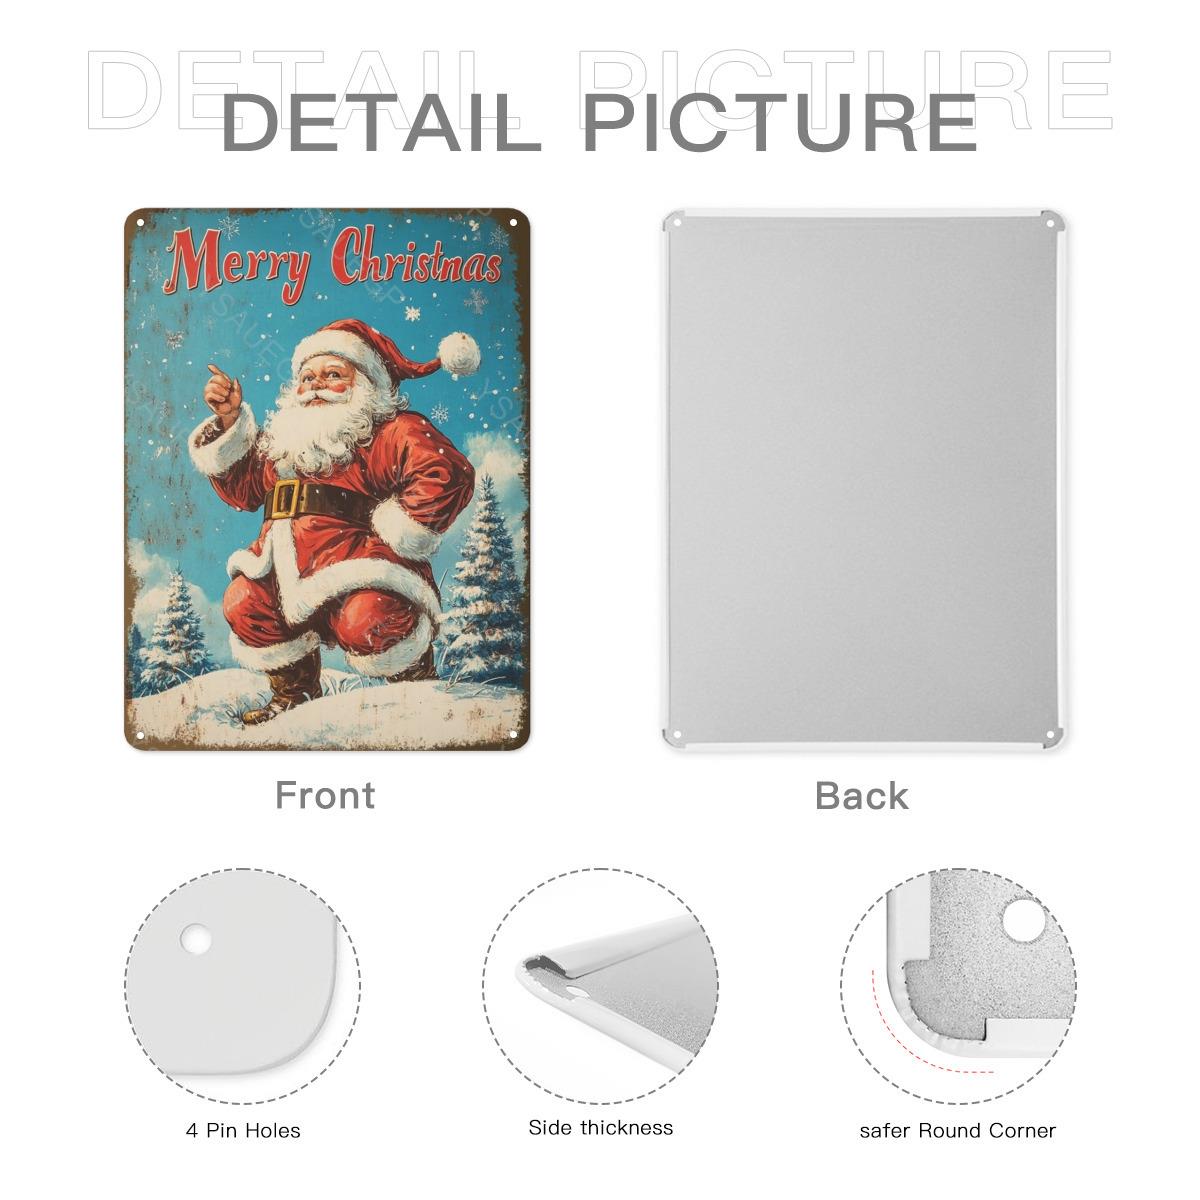 DETAIL PICTURE
DETAIL PICTURE
Merry Christnas
Front
Back
4 Pin Holes
Side thickness
safer Round Corner